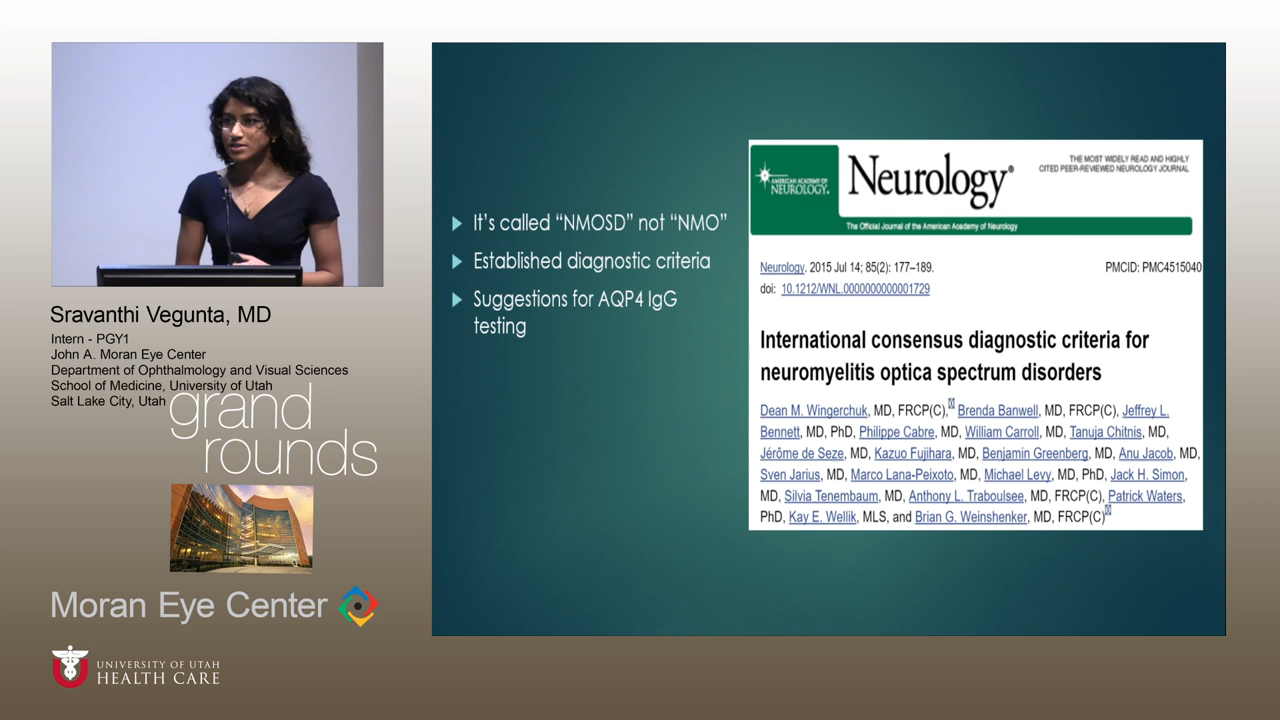 Sravanthi Vegunta, MD
Intern - PGY1
John A. Moran Eye Center
Department of Ophthalmology and Visual Sciences
School of Medicine, University of Utah
Salt Lake City, Utah
grand
rounds
Moran Eye Center
UNIVERSITY OF UTAH
HEALTH CARE
It's called “NMOSD” not “NMO”
Established diagnostic criteria
Suggestions for AQP4 IgG
testing
AMERICAN ACADEMY OF
NEUROLOGY.
Neurology®
THE MOST WIDELY READ AND HIGHLY
CITED PEER-REVIEWED NEUROLOGY JOURNAL
The Official Journal of the American Academy of Neurology
Neurology. 2015 Jul 14; 85(2): 177–189.
PMCID: PMC4515040
doi: 10.1212/WNL.0000000000001729
International consensus diagnostic criteria for
neuromyelitis optica spectrum disorders
Dean M. Wingerchuk, MD, FRCP(C), Brenda Banwell, MD, FRCP(C), Jeffrey L.
Bennett, MD, PhD, Philippe Cabre, MD, William Carroll, MD, Tanuja Chitnis, MD,
Jérôme de Seze, MD, Kazuo Fujihara, MD, Benjamin Greenberg, MD, Anu Jacob, MD,
Sven Jarius, MD, Marco Lana-Peixoto, MD, Michael Levy, MD, PhD, Jack H. Simon,
MD, Silvia Tenembaum, MD, Anthony L. Traboulsee, MD, FRCP(C), Patrick Waters,
PhD, Kay E. Wellik, MLS, and Brian G. Weinshenker, MD, FRCP(C)